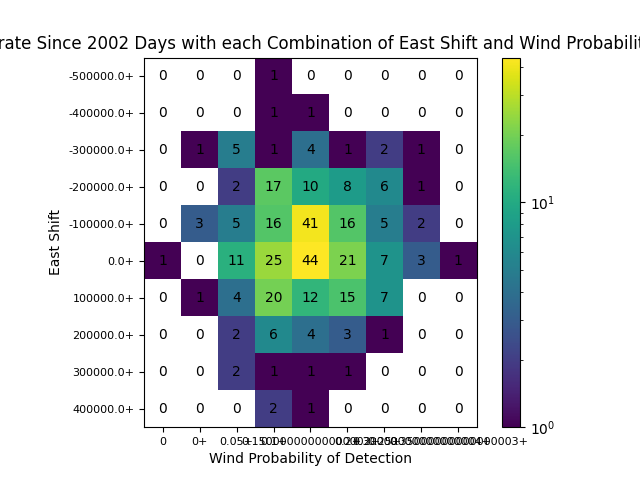 rate Since 2002 Days with each Combination of East Shift and Wind Probabilit
-500000.0+ 0 0 0 1 0 0 0 0 0
-400000.0+ 0 0 0 1 1 0 0 0 0
-300000.0+ 0 1 5 1 4 1 2 1 0
-200000.0+ 0 0 2 17 10 8 6 1 0
-100000.0+ 0 3 5 16 41 16 5 2 0
0.0+ 1 0 11 25 44 21 7 3 1
100000.0+ 0 1 4 20 12 15 7 0 0
200000.0+ 0 0 2 6 4 3 1 0 0
300000.0+ 0 0 2 1 1 1 0 0 0
400000.0+ 0 0 0 2 1 0 0 0 0
East Shift
0 0+ 0.05+
Wind Probability of Detection
10¹
10⁰